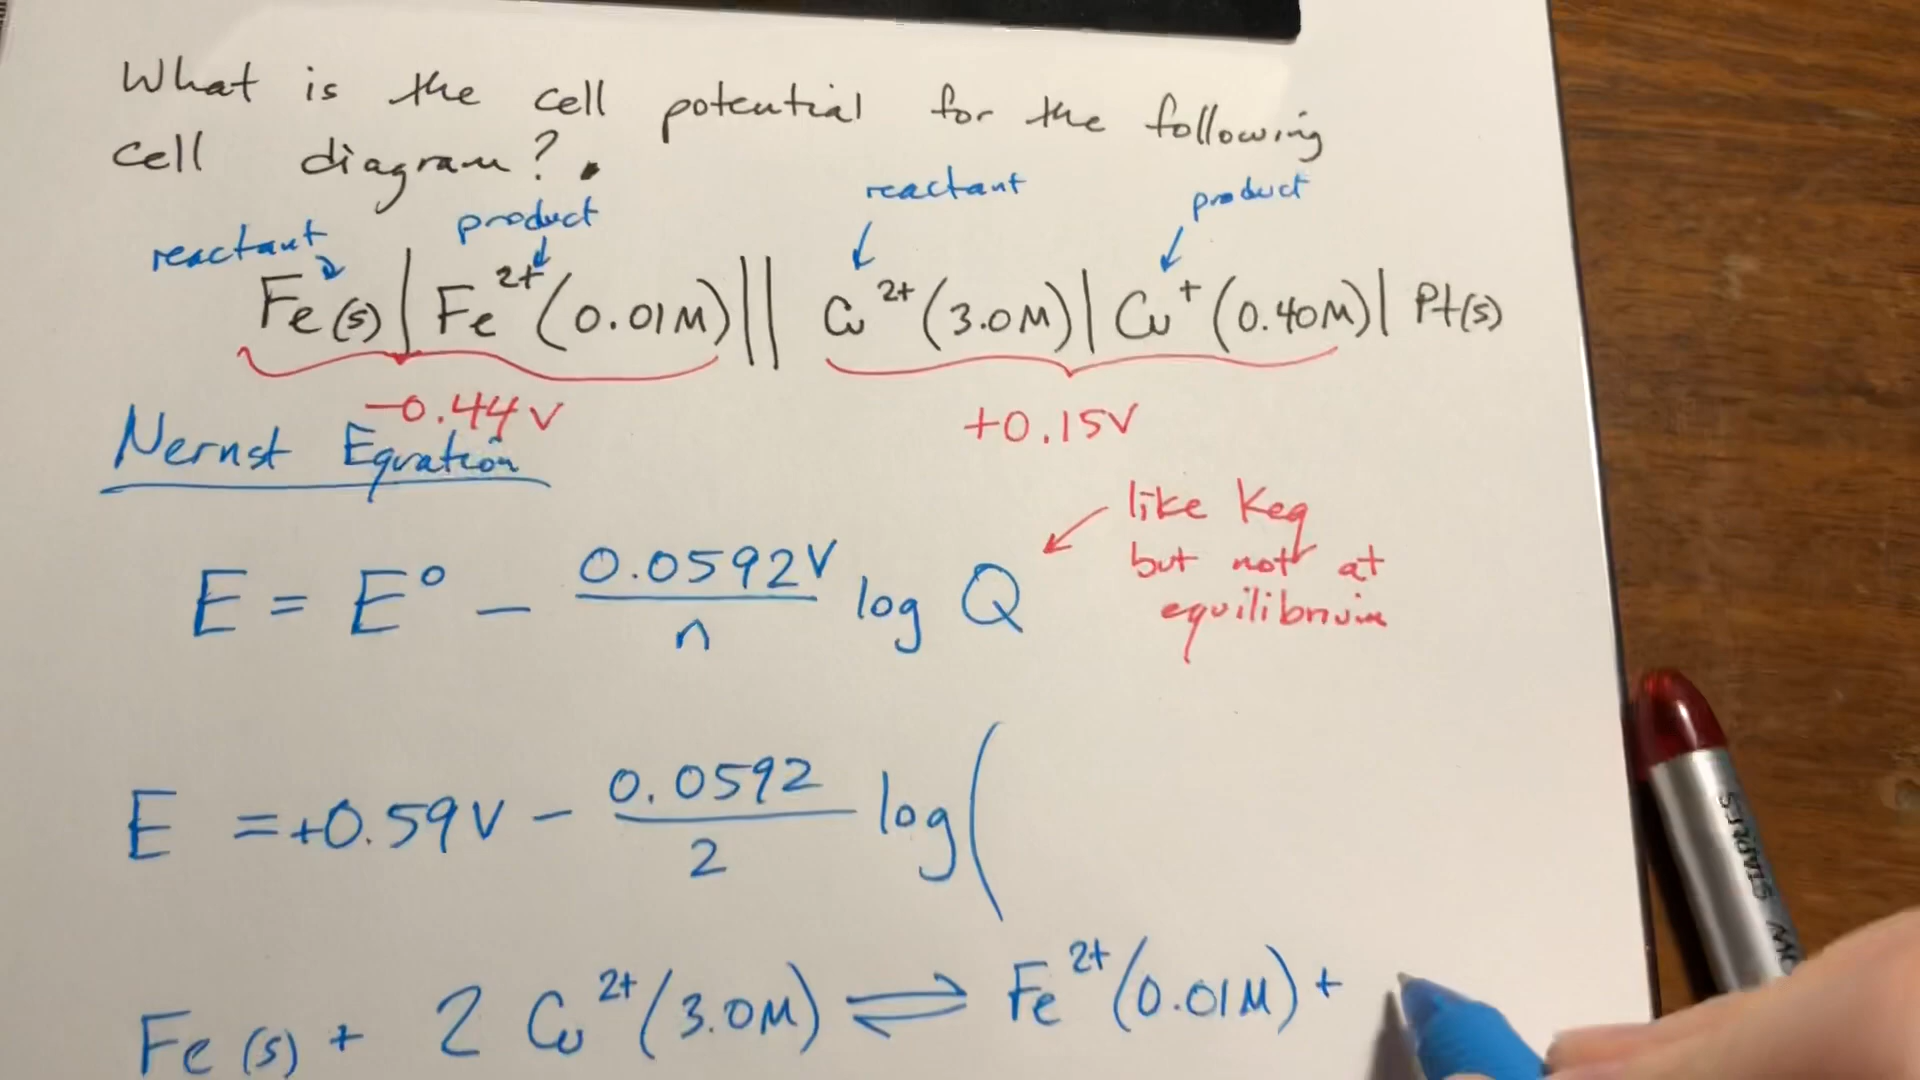 What is the cell potential for the following
cell diagram?.
reactant product reactant product
Fe(s) | Fe²⁺(0.01M) || Cu²⁺(3.0M) | Cu⁺(0.40M) | Pt(s)
-0.44V +0.15V
Nernst Equation
E = E° - 0.0592V/n log Q
like Keq
but not at
equilibrium
E = +0.59V - 0.0592/2 log(
Fe(s) + 2 Cu²⁺(3.0M) ⇌ Fe²⁺(0.01M) +
STAPLES